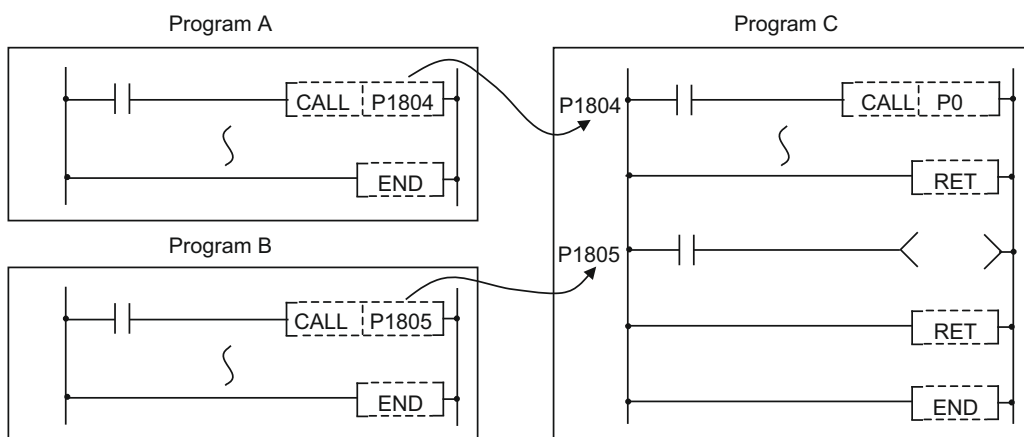 Program A
CALL P1804
END
Program B
CALL P1805
END
Program C
P1804 CALL P0
RET
P1805
RET
END